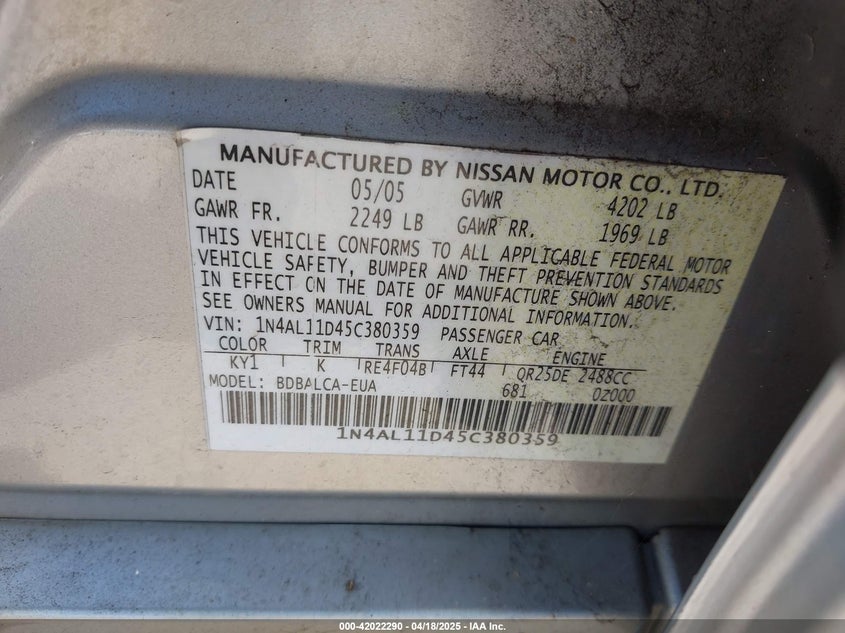 MANUFACTURED BY NISSAN MOTOR CO., LTD.
DATE 05/05 GVWR 4202 LB
GAWR FR. 2249 LB GAWR RR. 1969 LB
THIS VEHICLE CONFORMS TO ALL APPLICABLE FEDERAL MOTOR
VEHICLE SAFETY, BUMPER AND THEFT PREVENTION STANDARDS
IN EFFECT ON THE DATE OF MANUFACTURE SHOWN ABOVE.
SEE OWNERS MANUAL FOR ADDITIONAL INFORMATION.
VIN: 1N4AL11D45C380359 PASSENGER CAR
COLOR TRIM TRANS AXLE ENGINE
KY1 K RE4F04B FT44 QR25DE 2488CC
MODEL: BDBALCA-EUA 681 0Z000
1N4AL11D45C380359
000-42022290 - 04/18/2025 - IAA Inc.